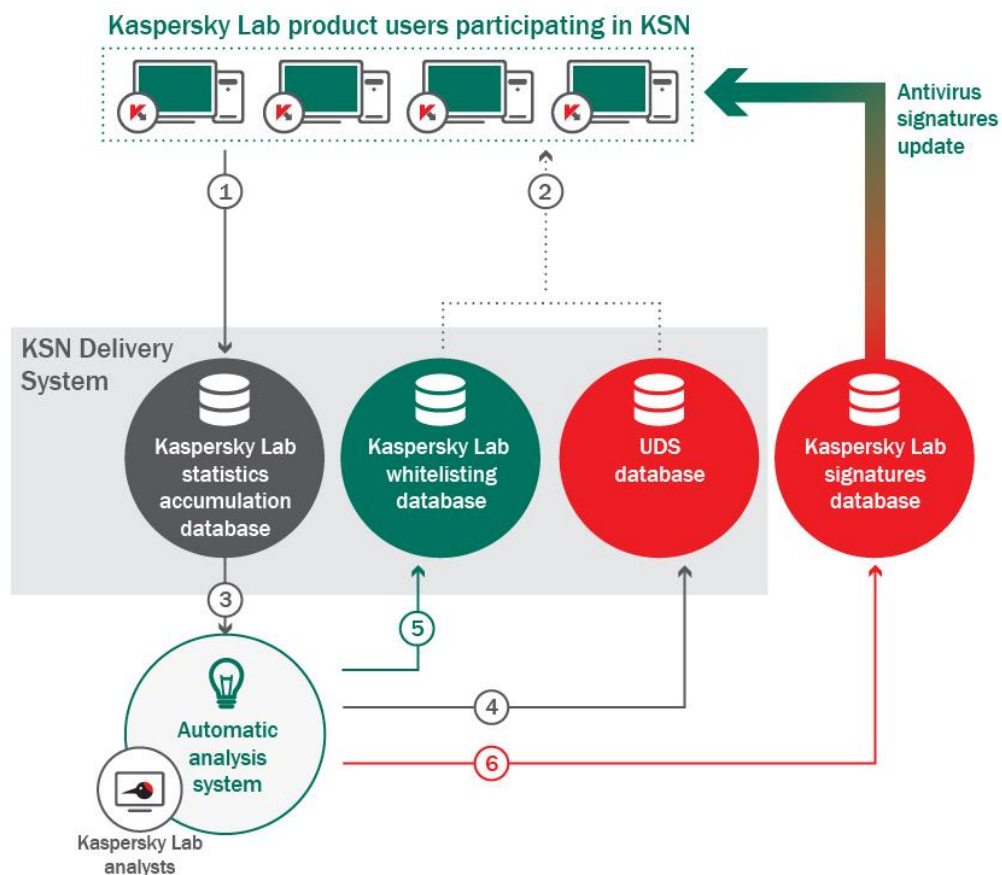 Kaspersky Lab product users participating in KSN
K
K
K
K
Antivirus
signatures
update
1
2
KSN Delivery
System
Kaspersky Lab
statistics
accumulation
database
Kaspersky Lab
whitelisting
database
UDS
database
Kaspersky Lab
signatures
database
3
5
4
6
Automatic
analysis
system
Kaspersky Lab
analysts